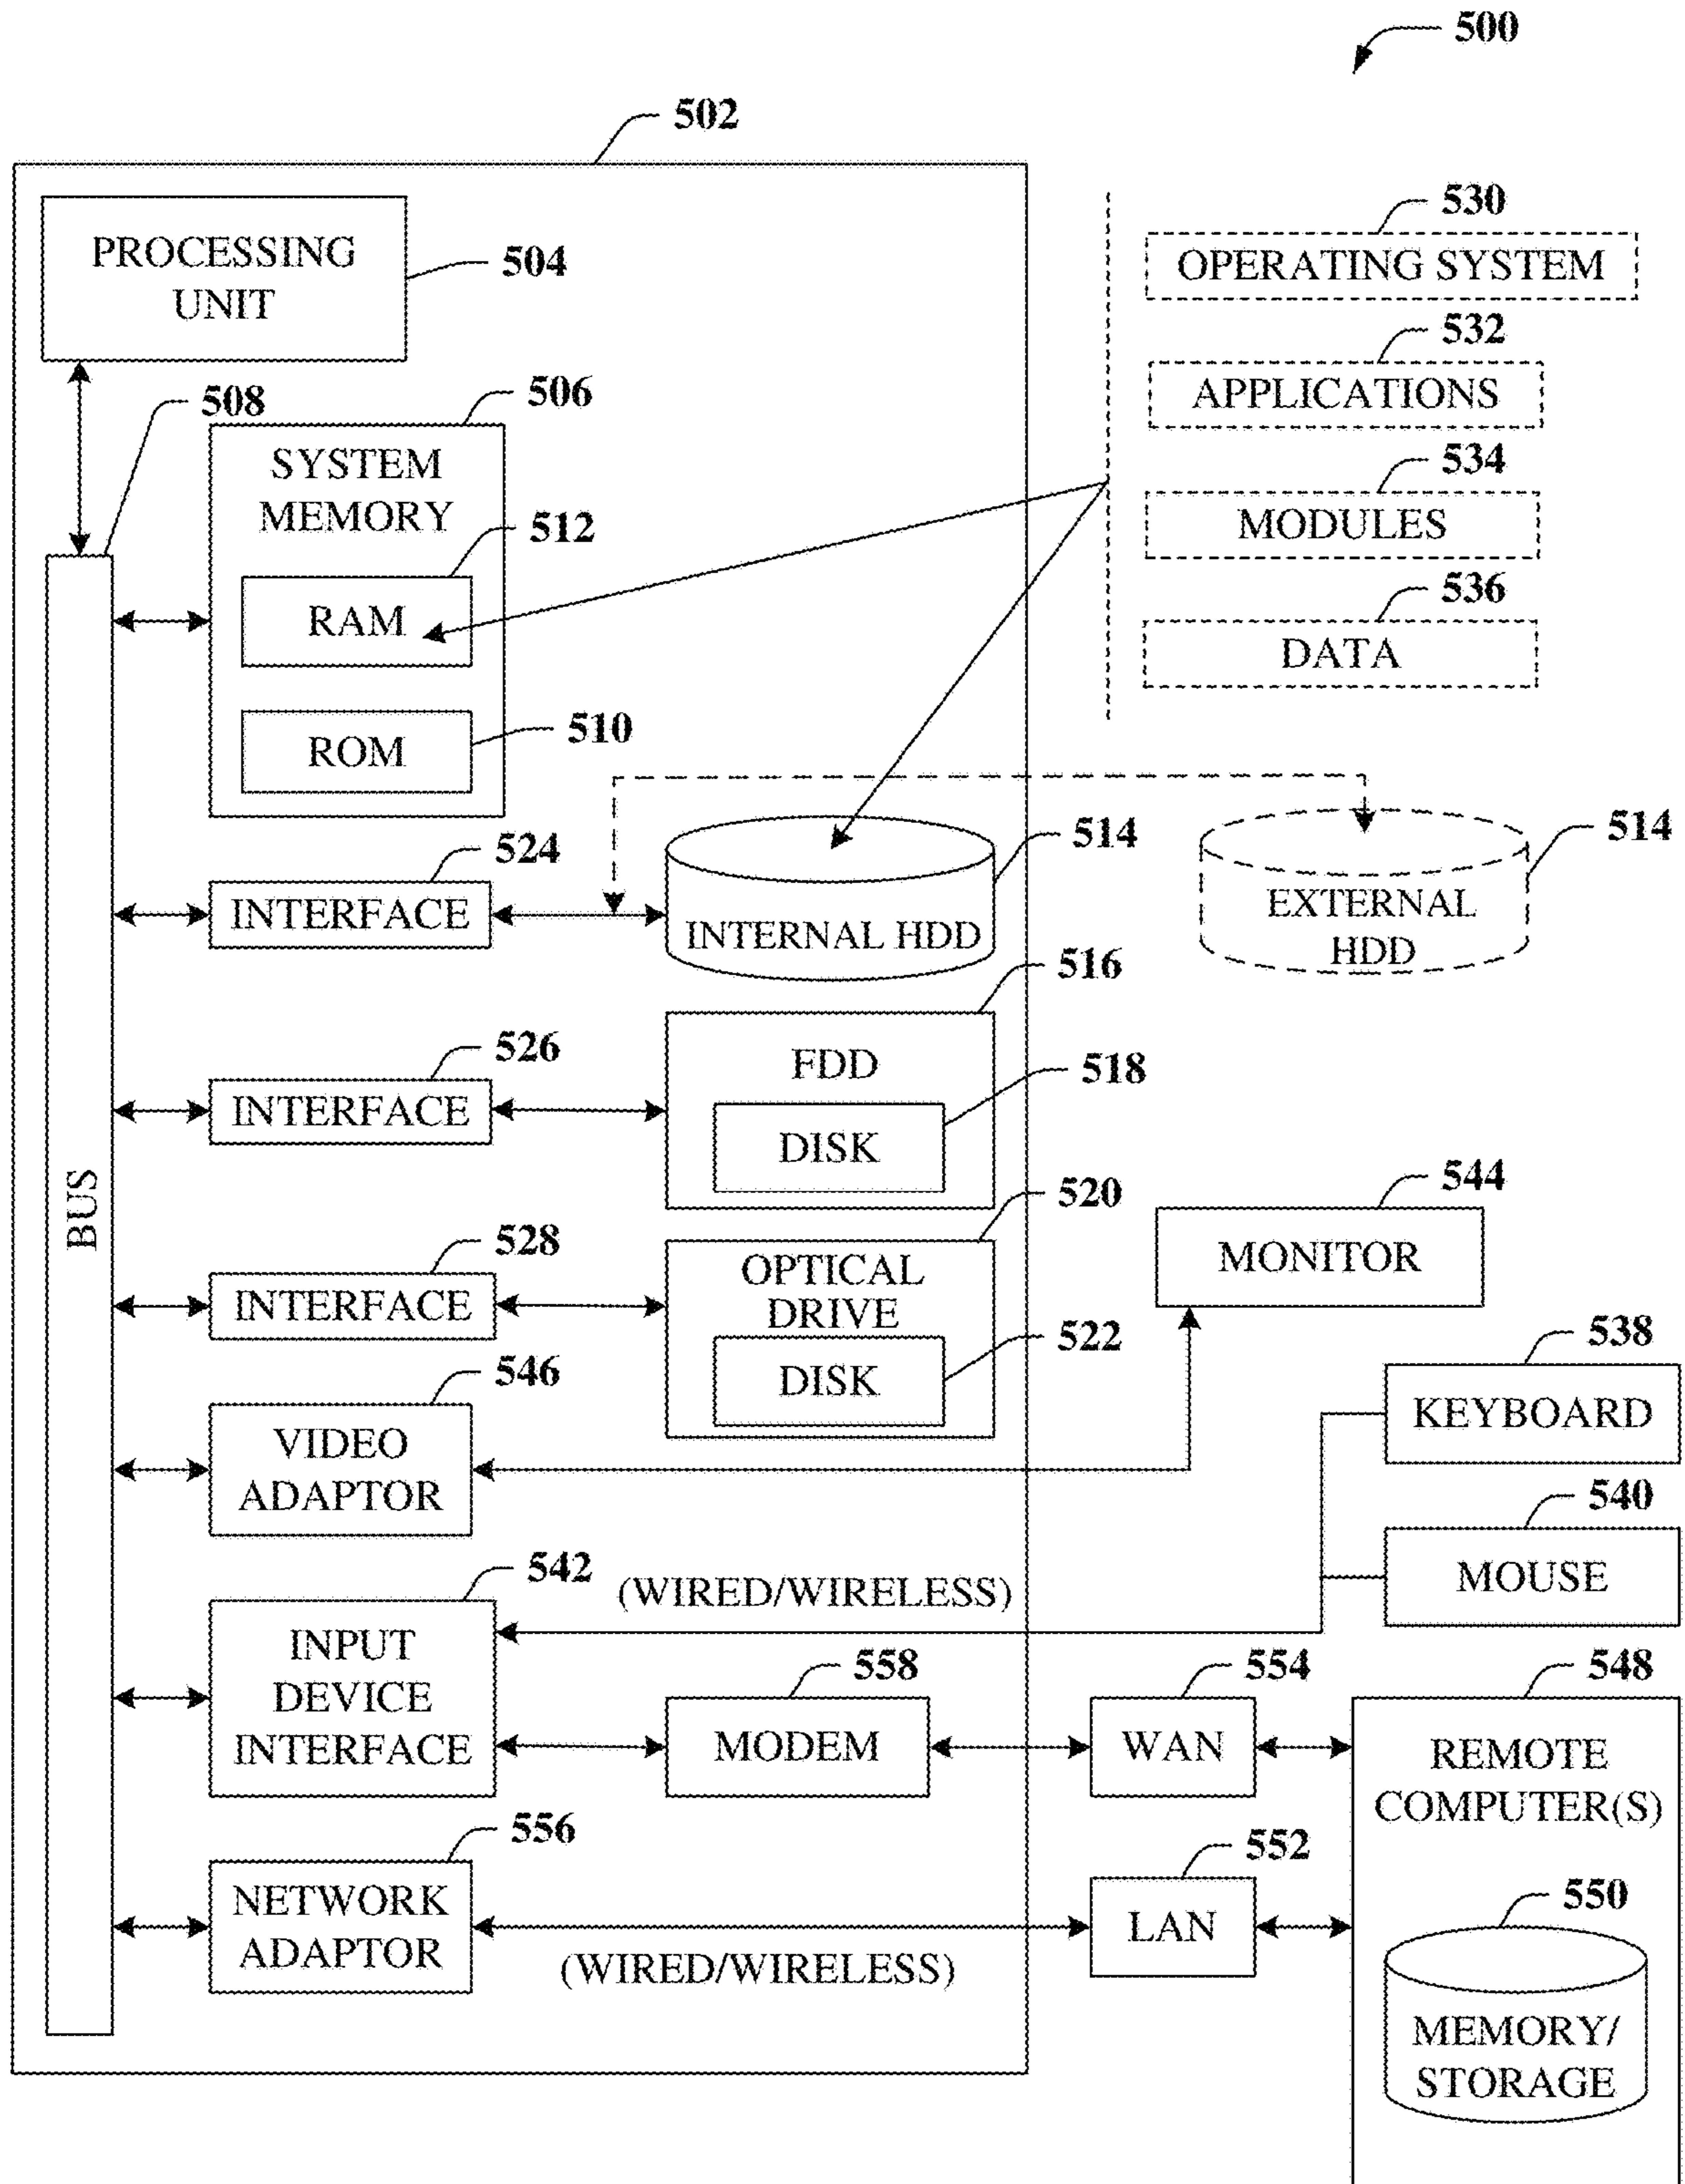 500
502
PROCESSING
UNIT
504
530
OPERATING SYSTEM
532
APPLICATIONS
534
MODULES
536
DATA
508
506
SYSTEM
MEMORY
512
RAM
510
ROM
BUS
524
INTERFACE
514
INTERNAL HDD
514
EXTERNAL
HDD
526
INTERFACE
516
FDD
518
DISK
528
INTERFACE
520
OPTICAL
DRIVE
522
DISK
544
MONITOR
546
VIDEO
ADAPTOR
538
KEYBOARD
540
MOUSE
542
(WIRED/WIRELESS)
INPUT
DEVICE
INTERFACE
558
MODEM
554
WAN
548
REMOTE
COMPUTER(S)
556
NETWORK
ADAPTOR
(WIRED/WIRELESS)
552
LAN
550
MEMORY/
STORAGE